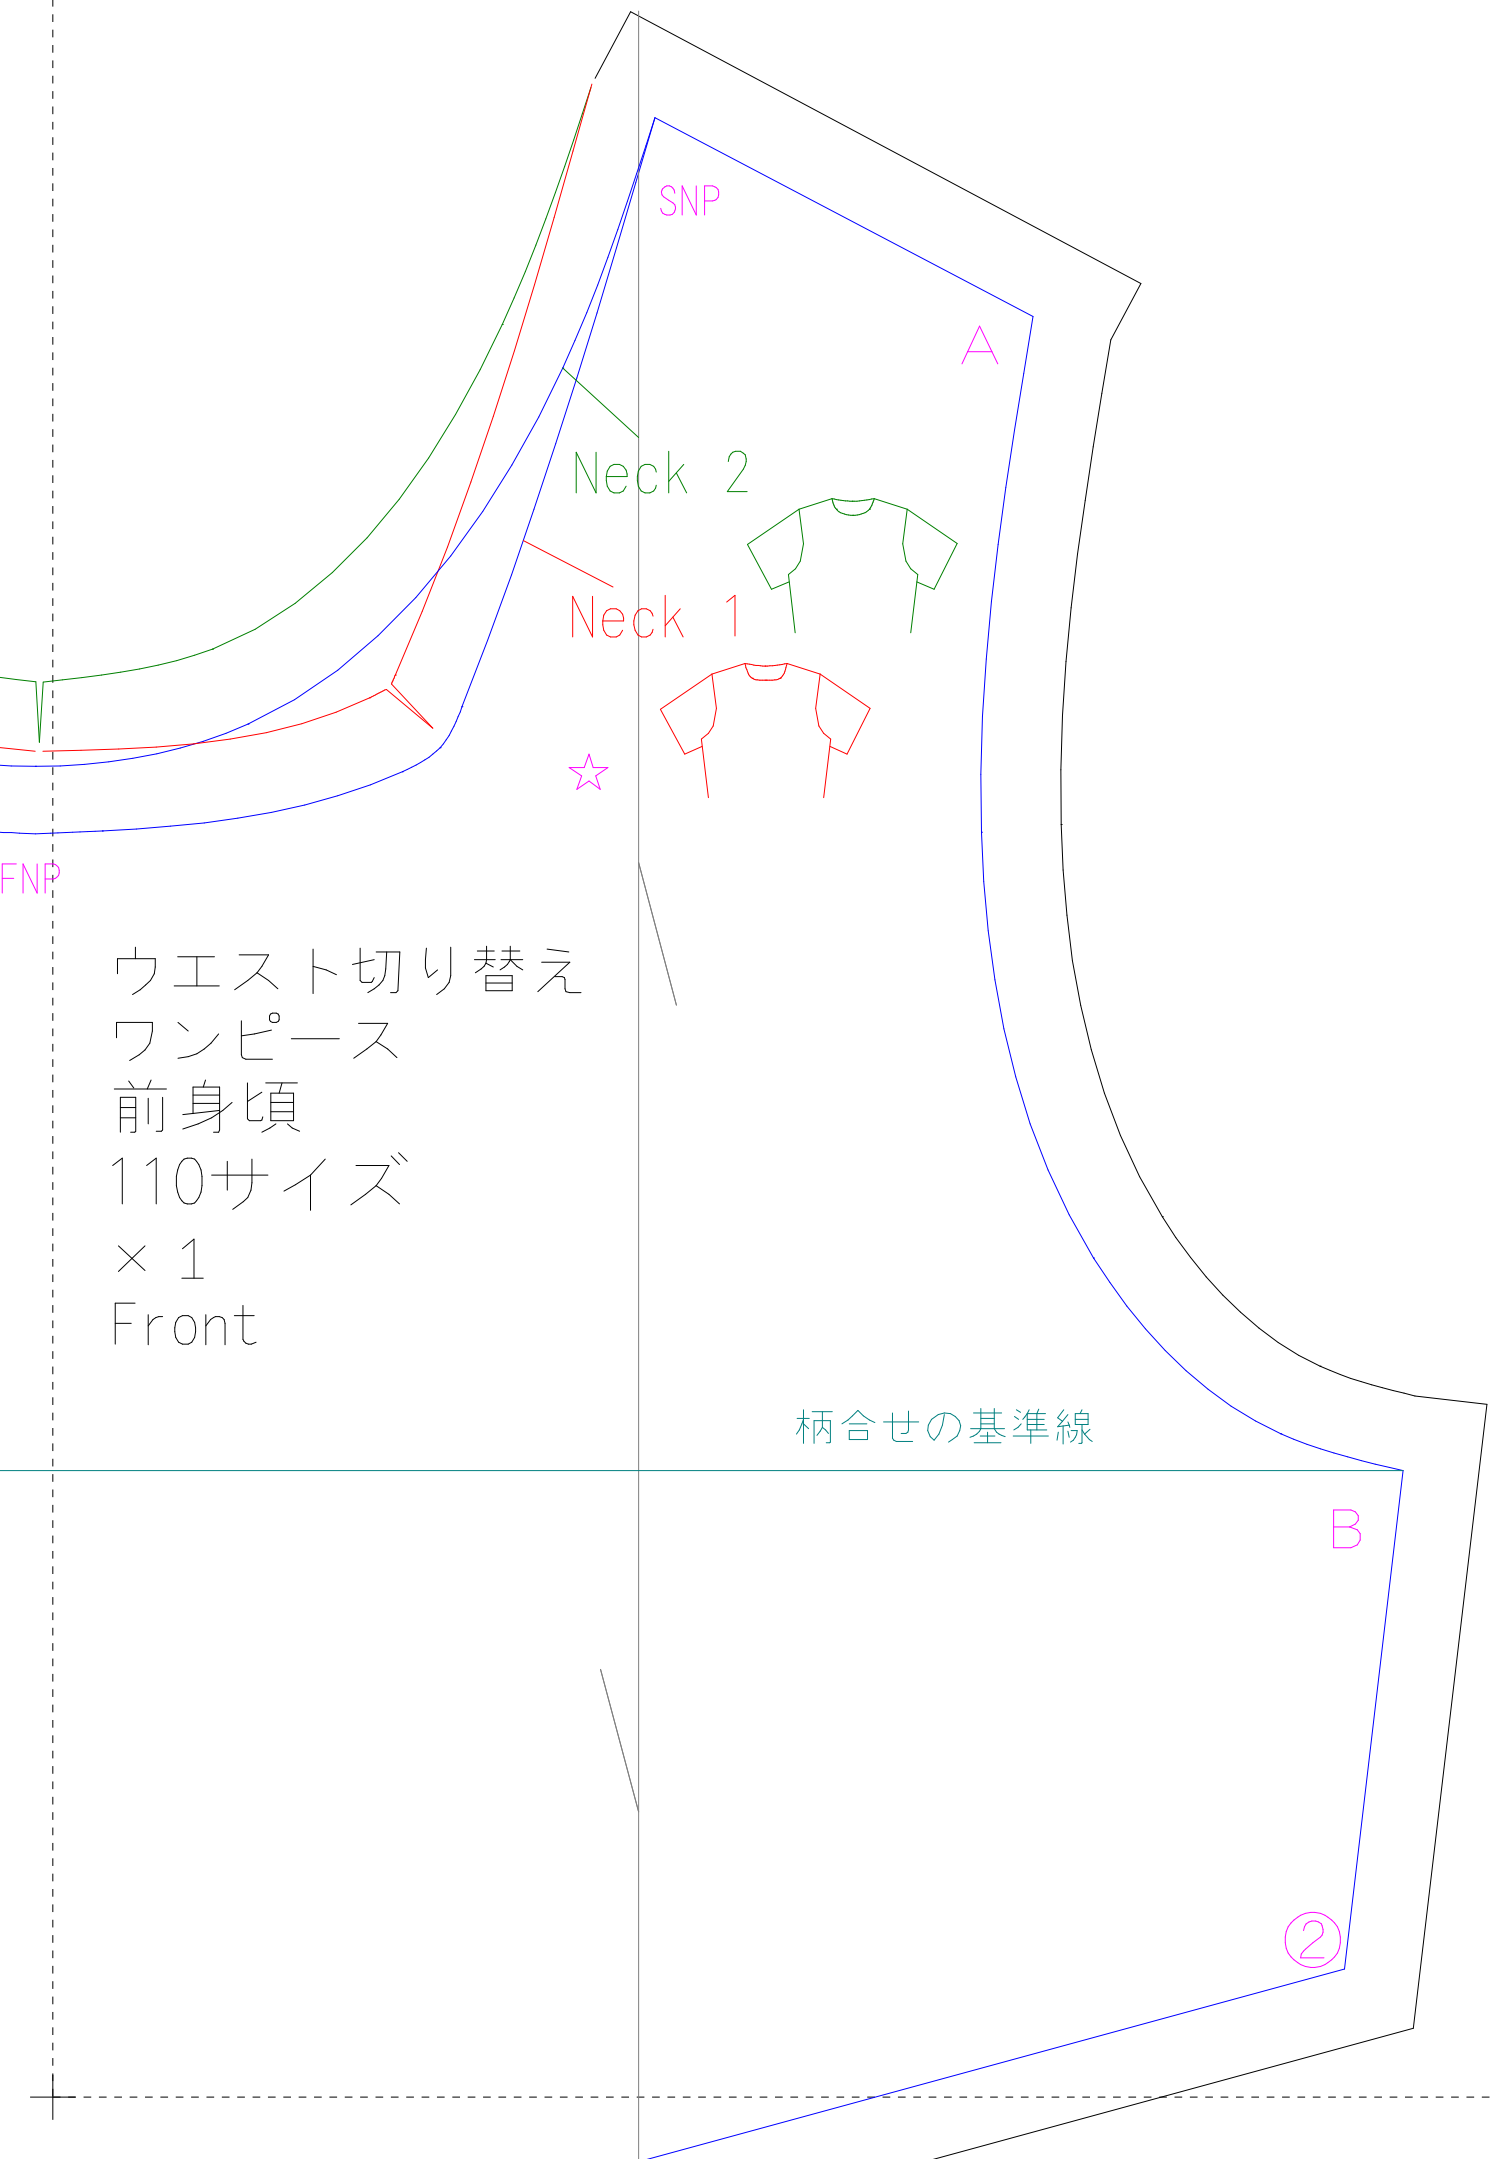 SNP
A
Neck 2
Neck 1
☆
FNP
ウエスト切り替え
ワンピース
前身頃
110サイズ
× 1
Front
柄合せの基準線
B
②